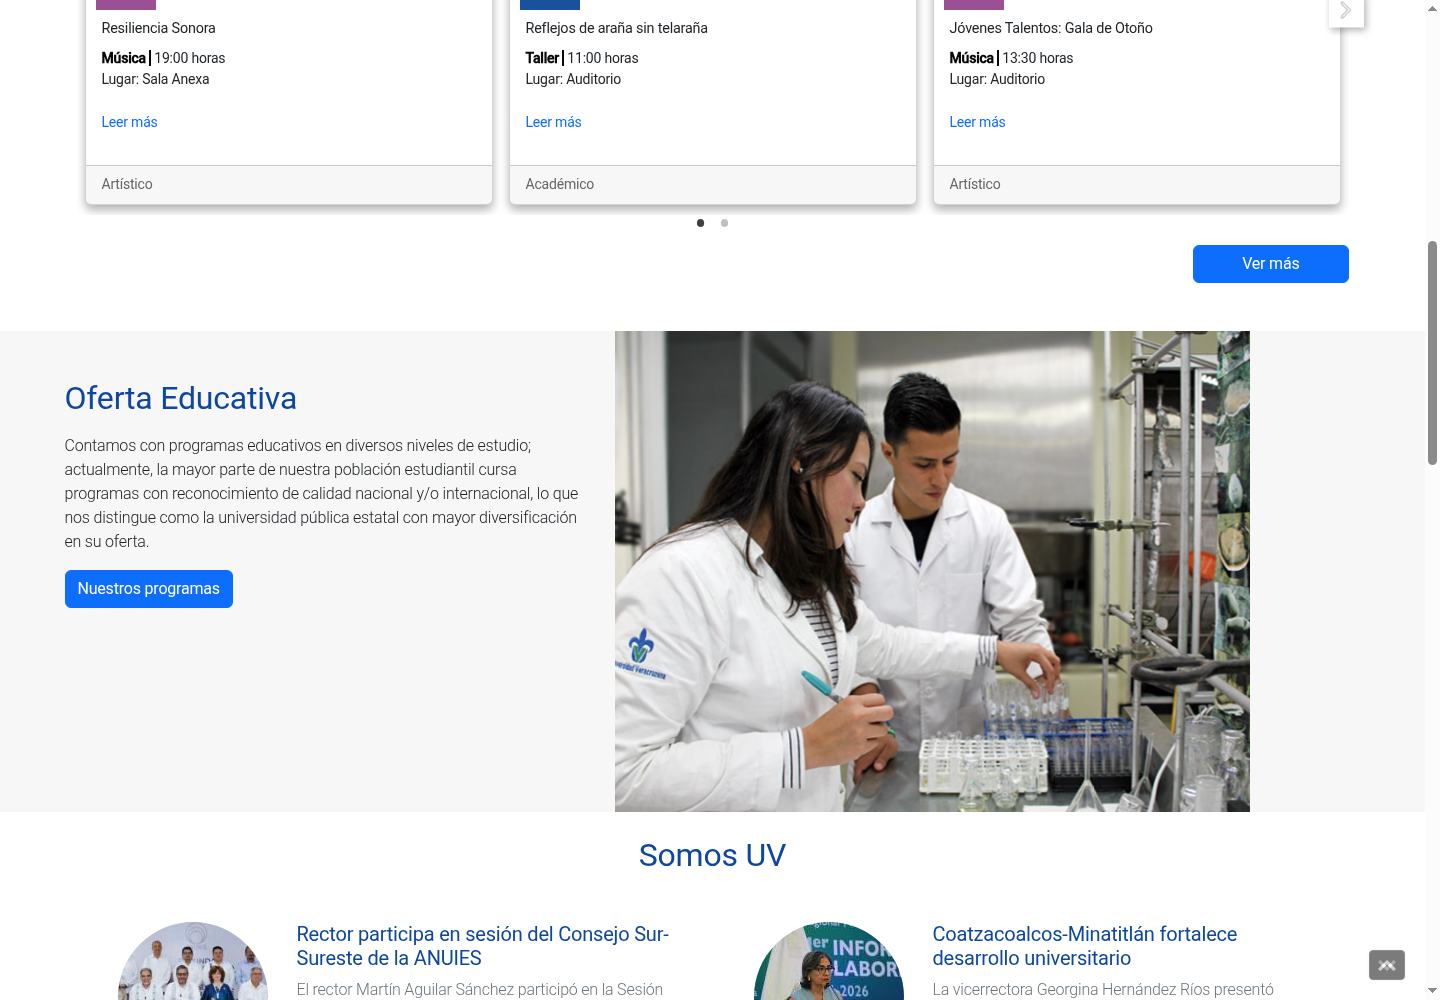 Resiliencia Sonora
Música | 19:00 horas
Lugar: Sala Anexa
Leer más
Artístico
Reflejos de araña sin telaraña
Taller | 11:00 horas
Lugar: Auditorio
Leer más
Académico
Jóvenes Talentos: Gala de Otoño
Música | 13:30 horas
Lugar: Auditorio
Leer más
Artístico
Ver más
Oferta Educativa
Contamos con programas educativos en diversos niveles de estudio;
actualmente, la mayor parte de nuestra población estudiantil cursa
programas con reconocimiento de calidad nacional y/o internacional, lo que
nos distingue como la universidad pública estatal con mayor diversificación
en su oferta.
Nuestros programas
Somos UV
Rector participa en sesión del Consejo Sur-
Sureste de la ANUIES
El rector Martín Aguilar Sánchez participó en la Sesión
INFOR
LABOR
2026
Coatzacoalcos-Minatitlán fortalece
desarrollo universitario
La vicerrectora Georgina Hernández Ríos presentó